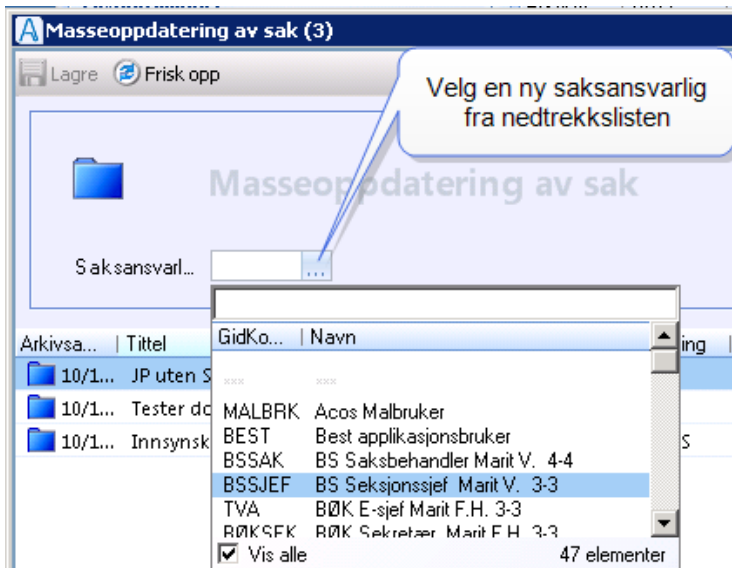 Masseoppdatering av sak (3)
Lagre Frisk opp
Velg en ny saksansvarlig
fra nedtrekkslisten
Masseoppdatering av sak
Saksansvarl... ...
Arkivsa... Tittel GidKo... Navn ing
xxx xxx
10/1... JP uten S
10/1... Tester do
10/1... Innsynsk S
MALBRK Acos Malbruker
BEST Best applikasjonsbruker
BSSAK BS Saksbehandler Marit V. 4-4
BSSJEF BS Seksjonssjef Marit V. 3-3
TVA BØK E-sjef Marit F.H. 3-3
BØKSEK BØK Sekretær Marit F.H. 3-3
Vis alle 47 elementer